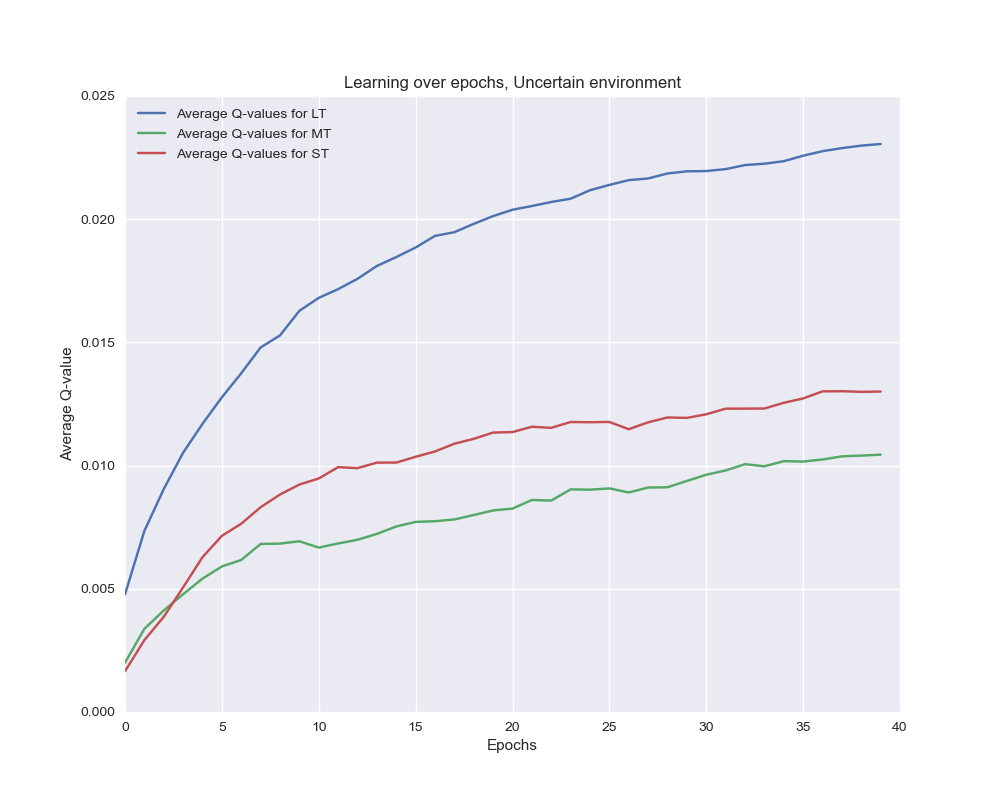 Learning over epochs, Uncertain environment
0.025
Average Q-values for LT
Average Q-values for MT
Average Q-values for ST
0.020
0.015
Average Q-value
0.010
0.005
0.000
0 5 10 15 20 25 30 35 40
Epochs